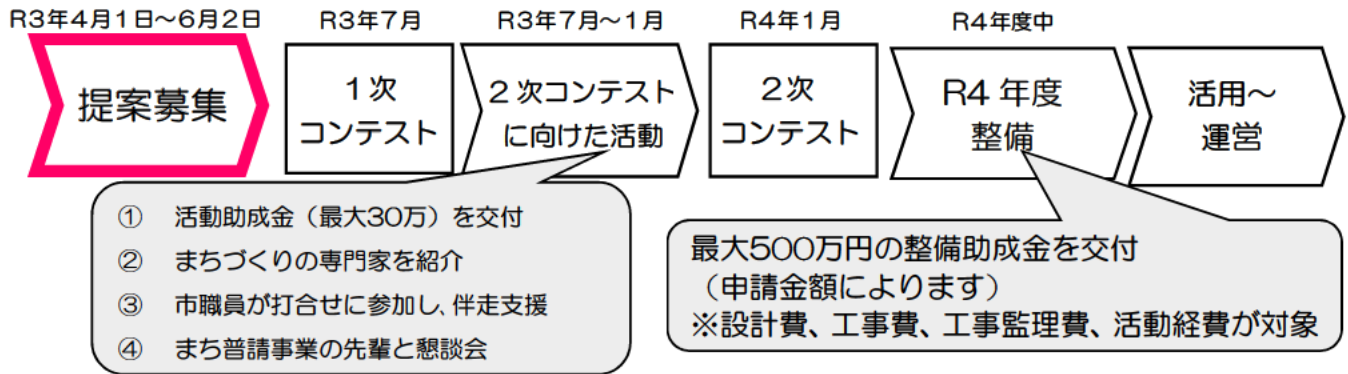 R3年4月1日～6月2日
R3年7月
R3年7月～1月
R4年1月
R4年度中
提案募集
1次
コンテスト
2次コンテスト
に向けた活動
2次
コンテスト
R4年度
整備
活用～
運営
① 活動助成金（最大30万）を交付
② まちづくりの専門家を紹介
③ 市職員が打合せに参加し、伴走支援
④ まち普請事業の先輩と懇談会
最大500万円の整備助成金を交付
（申請金額によります）
※設計費、工事費、工事監理費、活動経費が対象